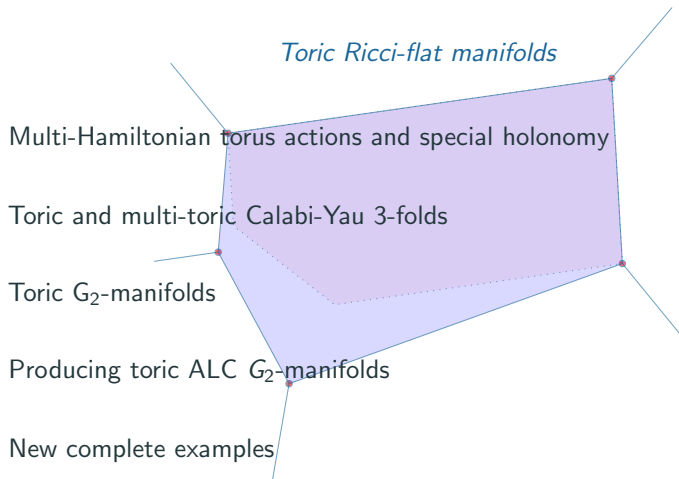 Toric Ricci-flat manifolds
Multi-Hamiltonian torus actions and special holonomy
Toric and multi-toric Calabi-Yau 3-folds
Toric G₂-manifolds
Producing toric ALC G₂-manifolds
New complete examples